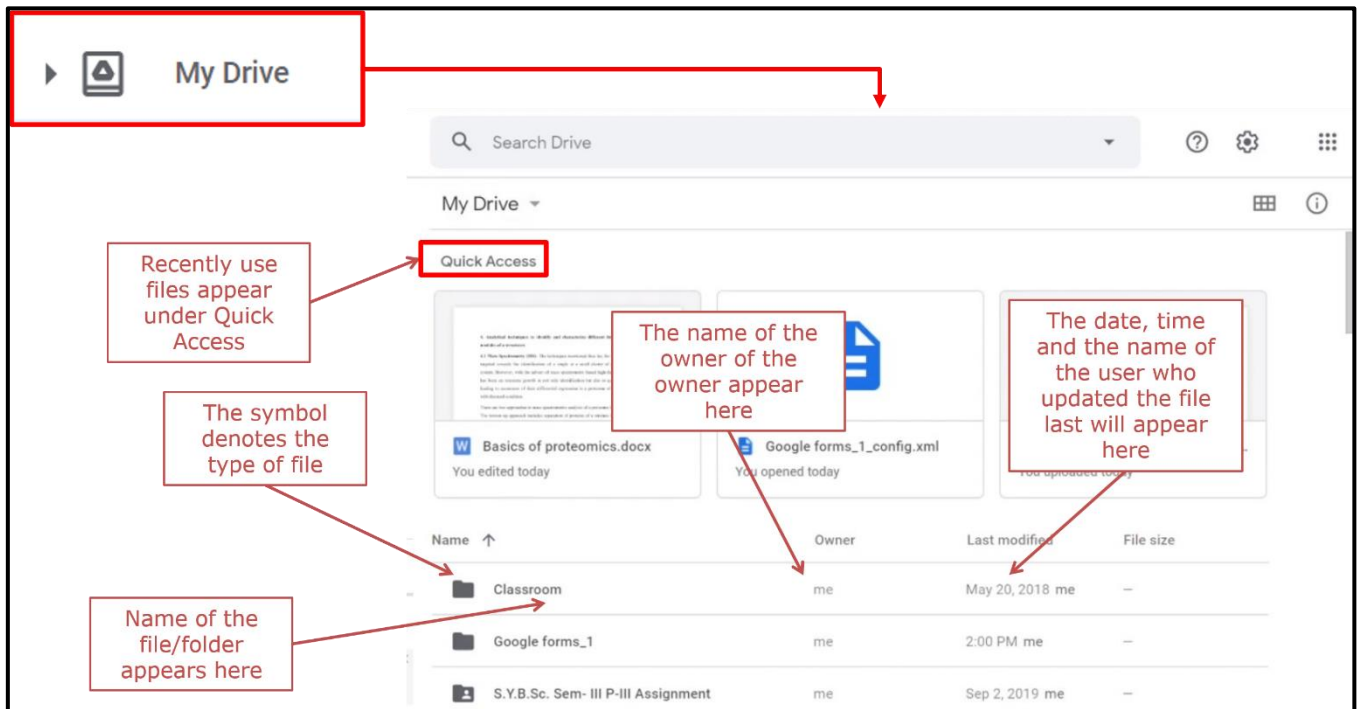 My Drive
Search Drive
My Drive
Quick Access
Recently use
files appear
under Quick
Access
The name of the
owner of the
owner appear
here
The date, time
and the name of
the user who
updated the file
last will appear
here
The symbol
denotes the
type of file
W Basics of proteomics.docx
You edited today
Google forms_1_config.xml
You opened today
You uploaded today
Name Owner Last modified File size
Classroom me May 20, 2018 me –
Name of the
file/folder
appears here
Google forms_1 me 2:00 PM me –
S.Y.B.Sc. Sem- III P-III Assignment me Sep 2, 2019 me –